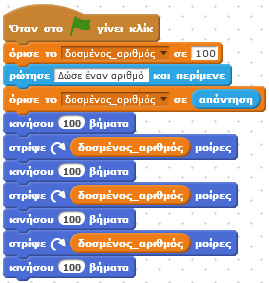 Όταν στο γίνει κλίκ
όρισε το δοσμένος_αριθμός σε 100
ρώτησε Δώσε έναν αριθμό και περίμενε
όρισε το δοσμένος_αριθμός σε απάντηση
κινήσου 100 βήματα
στρίψε δοσμένος_αριθμός μοίρες
κινήσου 100 βήματα
στρίψε δοσμένος_αριθμός μοίρες
κινήσου 100 βήματα
στρίψε δοσμένος_αριθμός μοίρες
κινήσου 100 βήματα